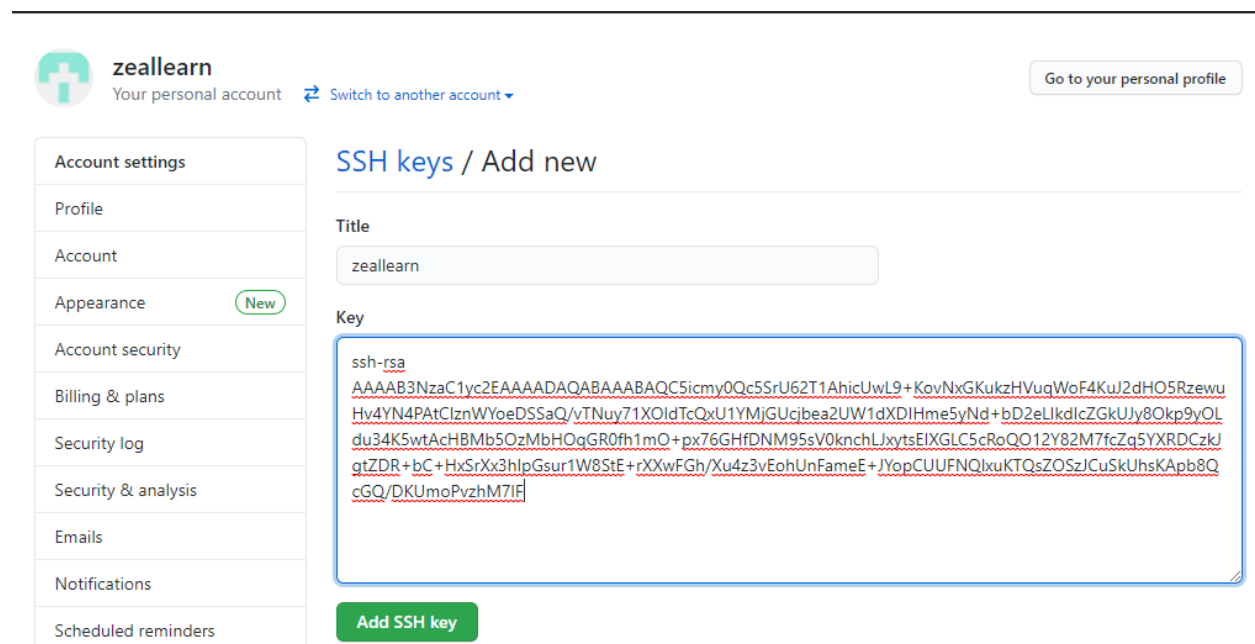 zeallearn
Your personal account Switch to another account
Go to your personal profile
Account settings
Profile
Account
Appearance New
Account security
Billing & plans
Security log
Security & analysis
Emails
Notifications
Scheduled reminders
SSH keys / Add new
Title
zeallearn
Key
ssh-rsa
AAAAB3NzaC1yc2EAAAADAQABAAABAQC5icmy0Qc5SrU62T1AhicUwL9+KovNxGKukzHVuqWoF4KuJ2dHO5Rzewu
Hv4YN4PAtCIznWYoeDSSaQ/vTNuy71XOIdTcQxU1YMjGUcjbea2UW1dXDIHme5yNd+bD2eLIkdIcZGkUJy8Okp9yOL
du34K5wtAcHBMb5OzMbHOqGR0fh1mO+px76GHfDNM95sV0knchLJxytsEIXGLC5cRoQO12Y82M7fcZq5YXRDCzkJ
gtZDR+bC+HxSrXx3hIpGsur1W8StE+rXXwFGh/Xu4z3vEohUnFameE+JYopCUUFNQIxuKTQsZOSzJCuSkUhsKApb8Q
cGQ/DKUmoPvzhM7IF
Add SSH key